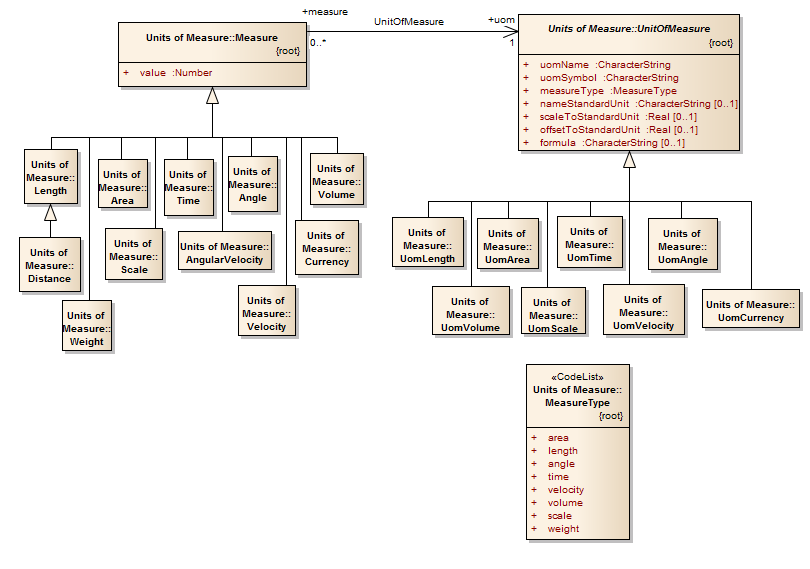 +measure
UnitOfMeasure
+uom
0..*
1
Units of Measure::Measure
{root}
+ value :Number
Units of Measure::UnitOfMeasure
{root}
+ uomName :CharacterString
+ uomSymbol :CharacterString
+ measureType :MeasureType
+ nameStandardUnit :CharacterString [0..1]
+ scaleToStandardUnit :Real [0..1]
+ offsetToStandardUnit :Real [0..1]
+ formula :CharacterString [0..1]
Units of
Measure::
Length
Units of
Measure::
Area
Units of
Measure::
Time
Units of
Measure::
Angle
Units of
Measure::
Volume
Units of
Measure::
Distance
Units of
Measure::
Scale
Units of Measure::
AngularVelocity
Units of
Measure::
Currency
Units of
Measure::
Weight
Units of
Measure::
Velocity
Units of
Measure::
UomLength
Units of
Measure::
UomArea
Units of
Measure::
UomTime
Units of
Measure::
UomAngle
Units of
Measure::
UomVolume
Units of
Measure::
UomScale
Units of
Measure::
UomVelocity
Units of Measure::
UomCurrency
«CodeList»
Units of Measure::
MeasureType
{root}
+ area
+ length
+ angle
+ time
+ velocity
+ volume
+ scale
+ weight